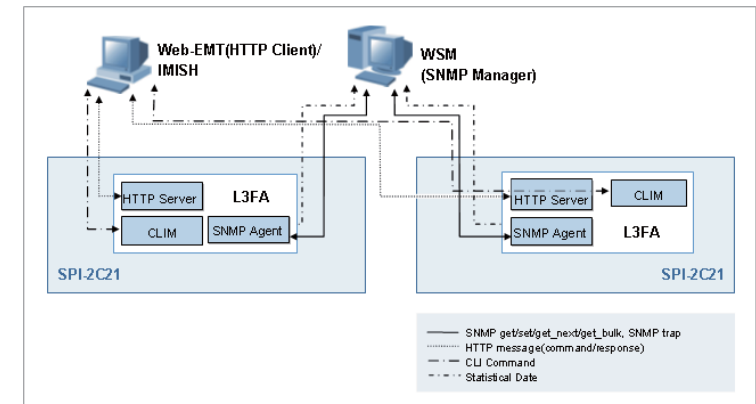 Web-EMT(HTTP Client)/
IMISH
WSM
(SNMP Manager)
HTTP Server
L3FA
CLIM
SNMP Agent
SPI-2C21
HTTP Server
CLIM
SNMP Agent
L3FA
SPI-2C21
SNMP get/set/get_next/get_bulk, SNMP trap
HTTP message(command/response)
CLI Command
Statistical Date